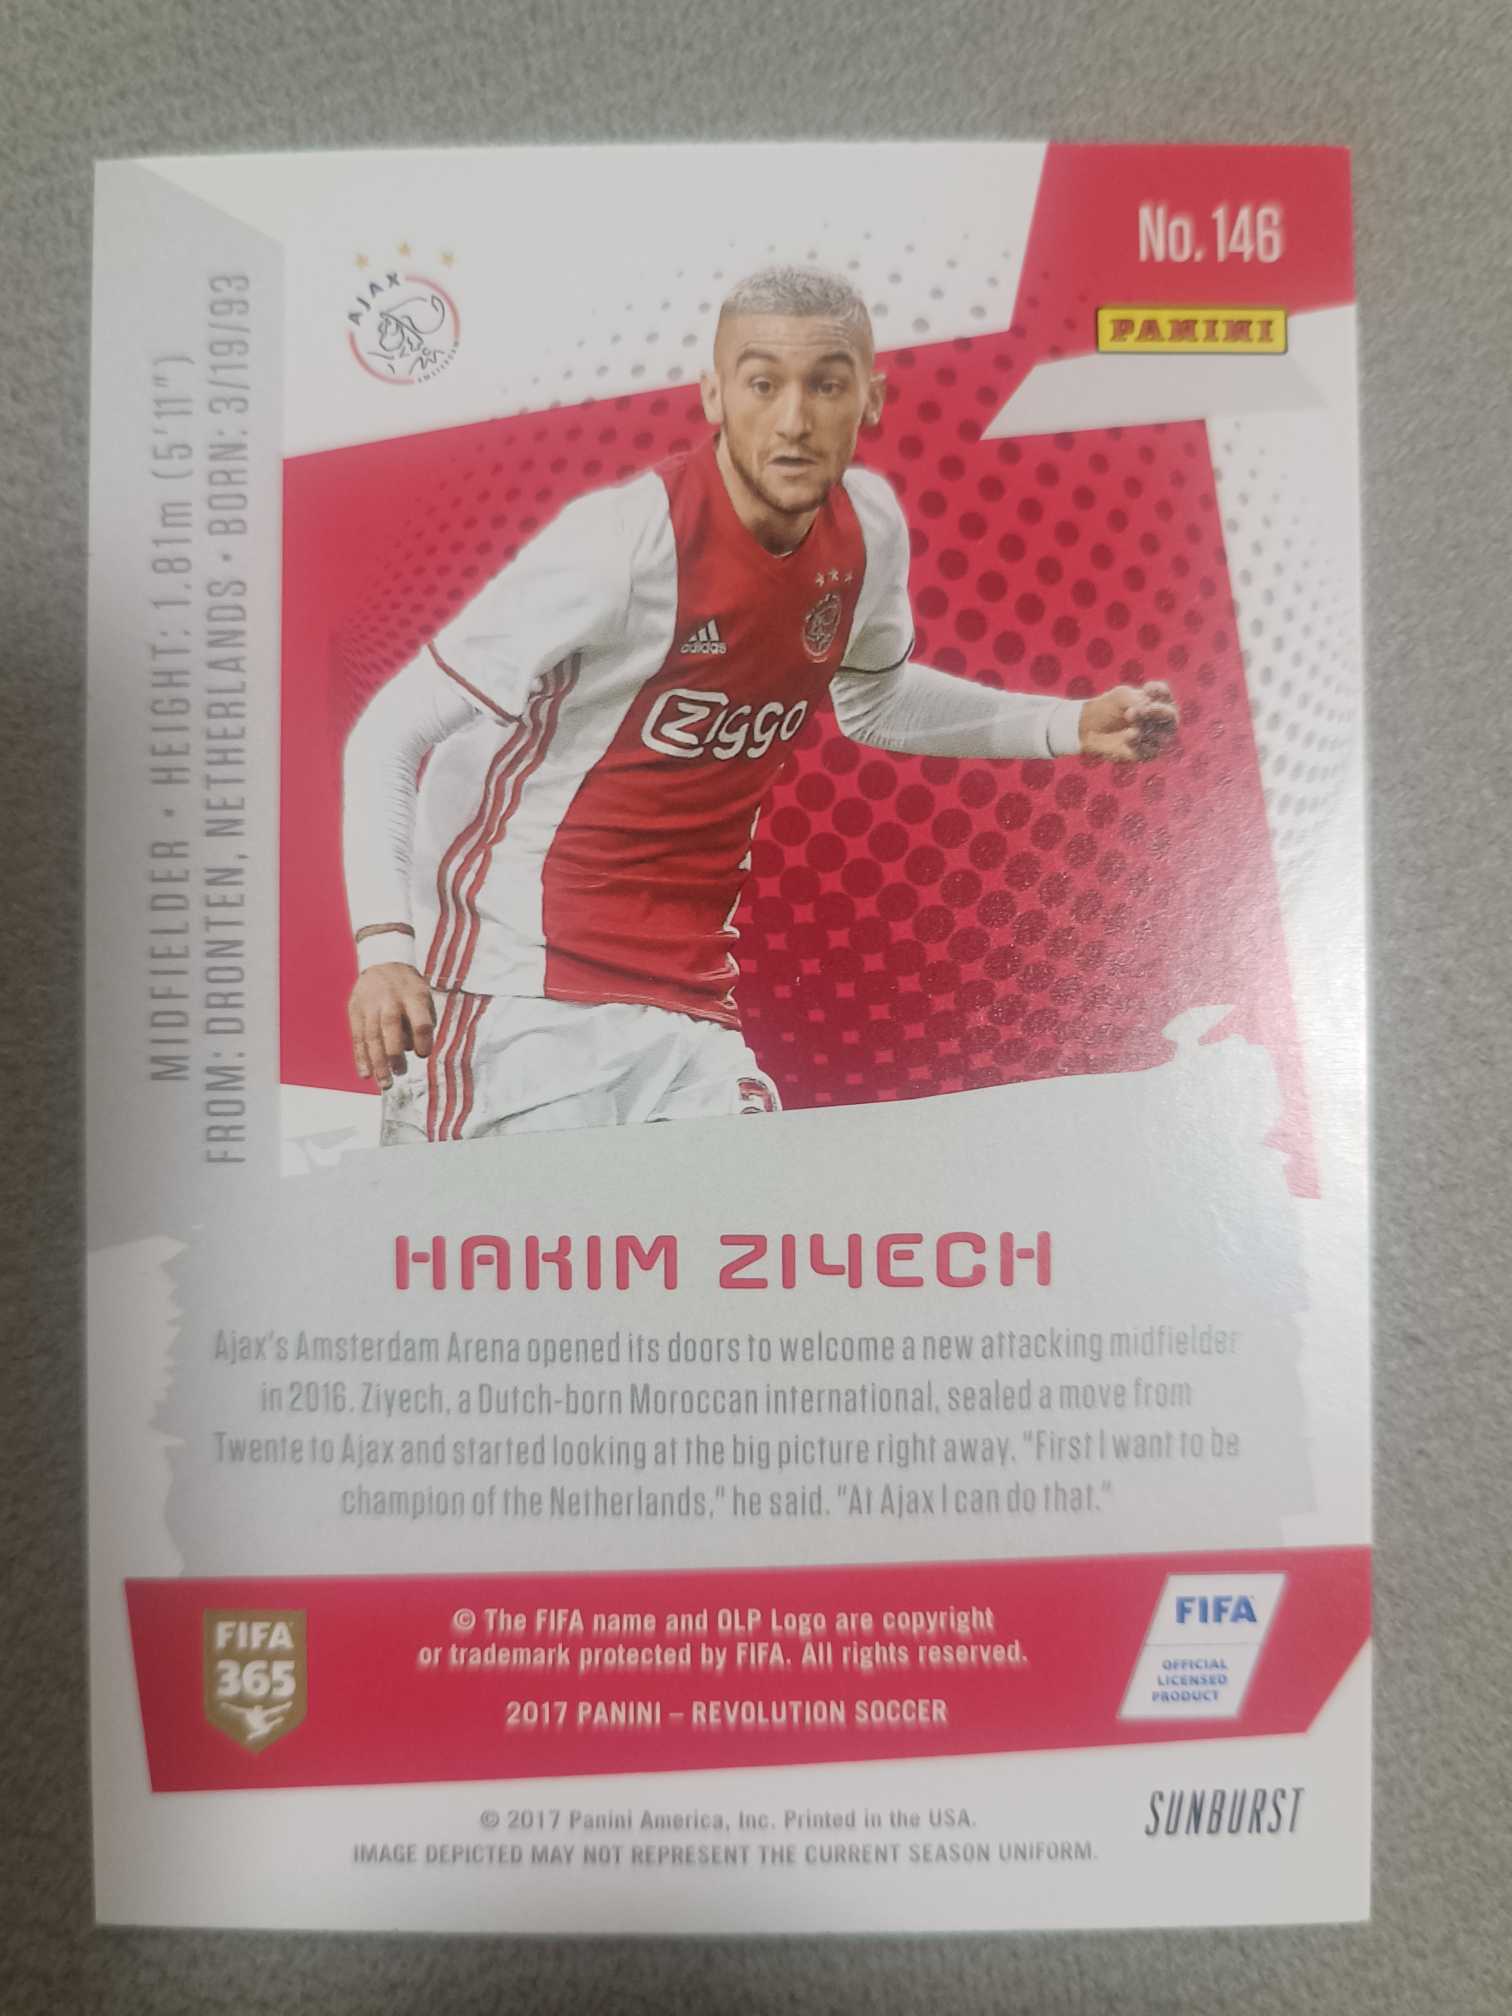 No. 146
PANINI
AJAX
AMSTERDAM
MIDFIELDER • HEIGHT: 1.81m (5'11")
FROM: DRONTEN, NETHERLANDS • BORN: 3/19/93
adidas
ZIGGO
HAKIM ZIYECH
Ajax's Amsterdam Arena opened its doors to welcome a new attacking midfielder
in 2016. Ziyech, a Dutch-born Moroccan international, sealed a move from
Twente to Ajax and started looking at the big picture right away. "First I want to be
champion of the Netherlands," he said. "At Ajax I can do that."
FIFA
365
© The FIFA name and OLP Logo are copyright
or trademark protected by FIFA. All rights reserved.
2017 PANINI – REVOLUTION SOCCER
FIFA
OFFICIAL
LICENSED
PRODUCT
© 2017 Panini America, Inc. Printed in the USA.
IMAGE DEPICTED MAY NOT REPRESENT THE CURRENT SEASON UNIFORM.
SUNBURST